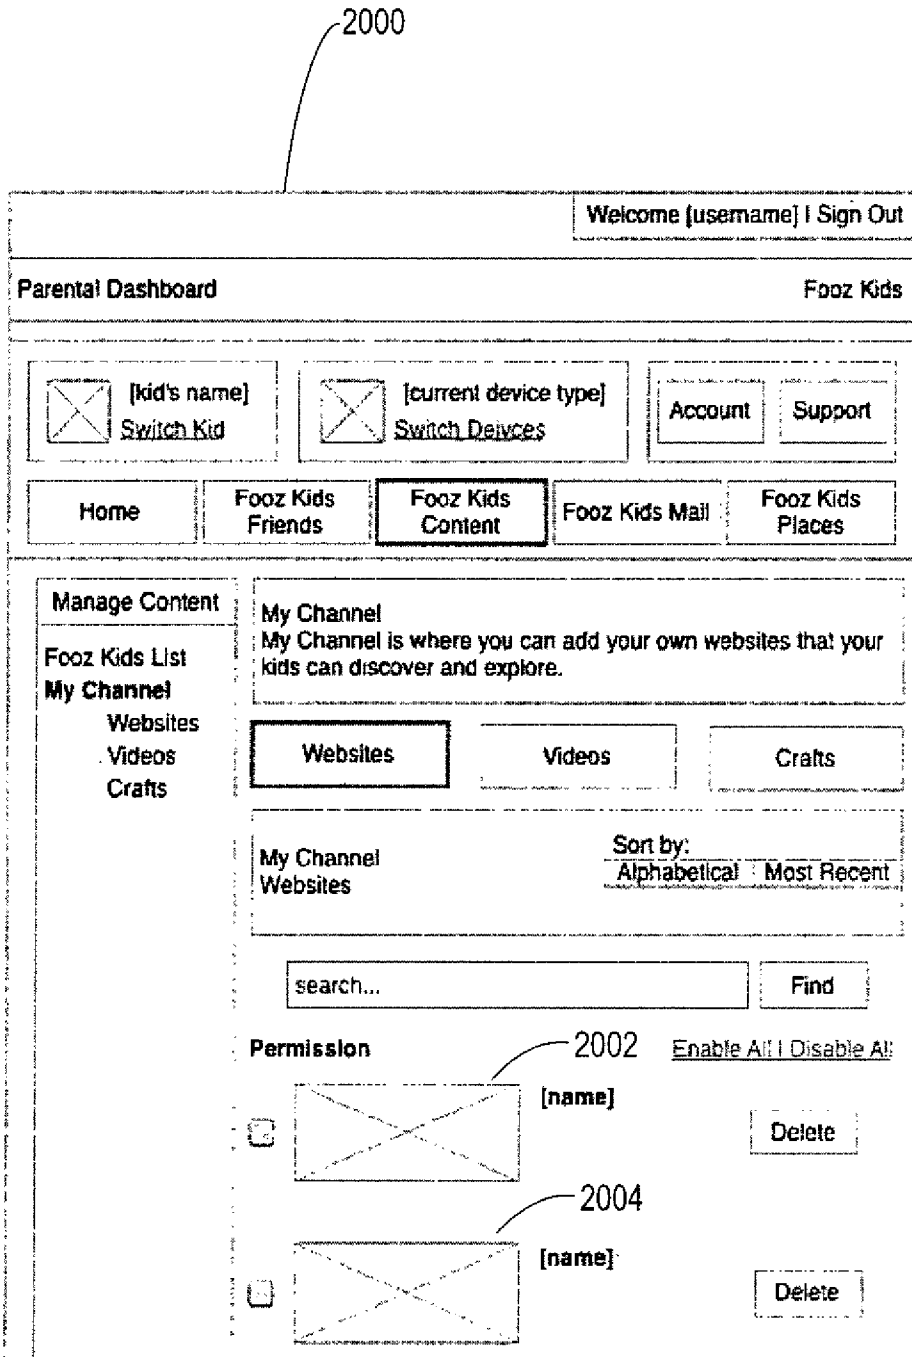 2000
Welcome [username] | Sign Out
Parental Dashboard
Fooz Kids
[kid's name]
Switch Kid
[current device type]
Switch Deivces
Account
Support
Home
Fooz Kids
Friends
Fooz Kids
Content
Fooz Kids Mail
Fooz Kids
Places
Manage Content
Fooz Kids List
My Channel
Websites
Videos
Crafts
My Channel
My Channel is where you can add your own websites that your
kids can discover and explore.
Websites
Videos
Crafts
My Channel
Websites
Sort by:
Alphabetical
Most Recent
search...
Find
Permission
2002
Enable All | Disable All
[name]
Delete
2004
[name]
Delete